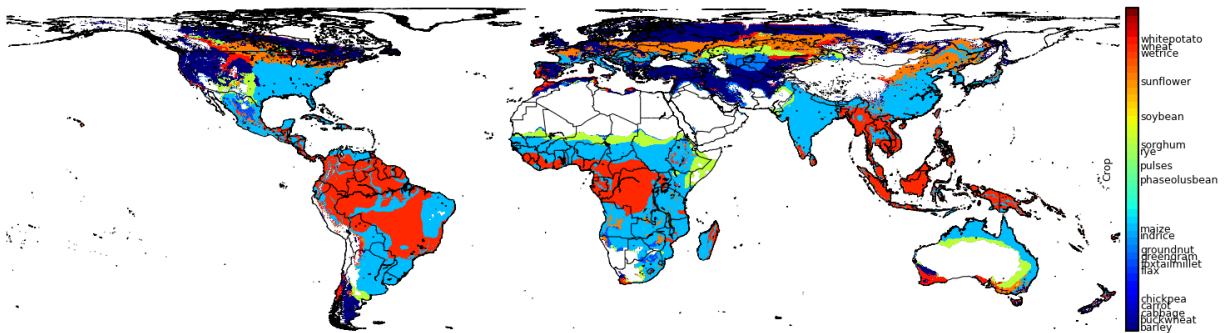 whitepotato
wheat
wetrice
sunflower
soybean
sorghum
rye
pulses
phaseolusbean
maize
indrice
groundnut
greengram
foxtailmillet
flax
chickpea
carrot
cabbage
buckwheat
barley
Crop